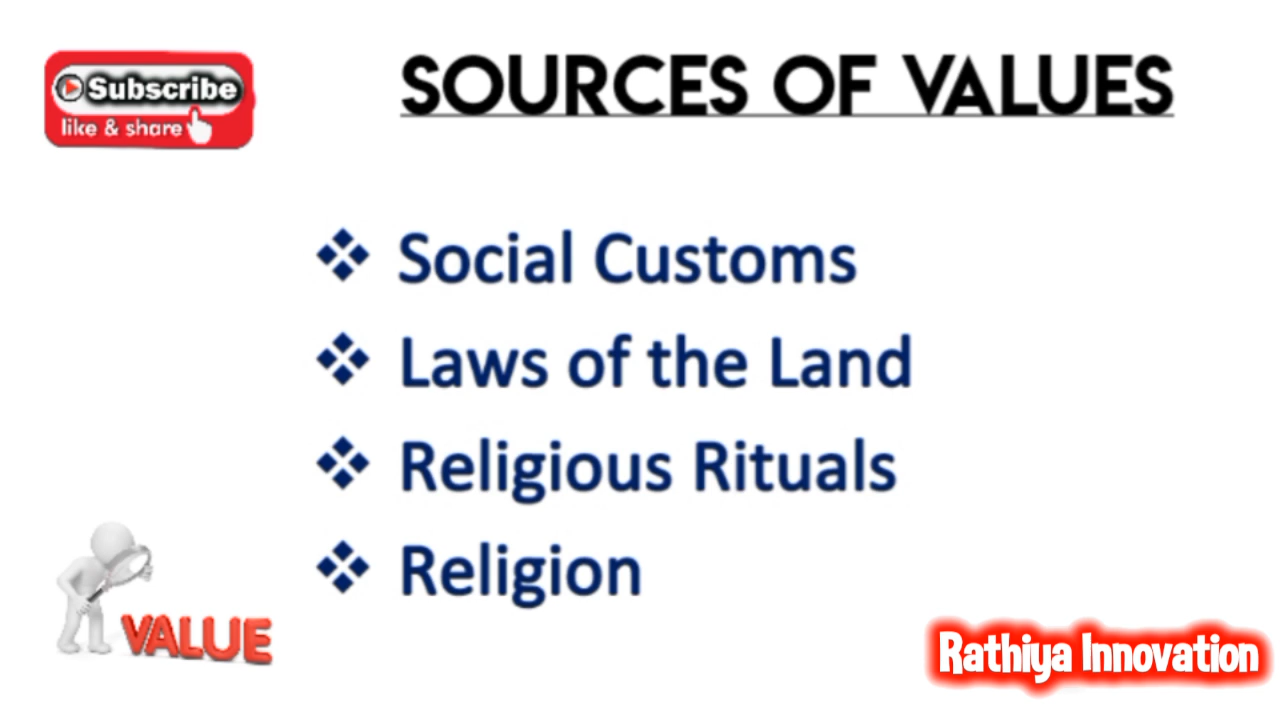 Subscribe
like & share
SOURCES OF VALUES
❖ Social Customs
❖ Laws of the Land
❖ Religious Rituals
❖ Religion
VALUE
Rathiya Innovation